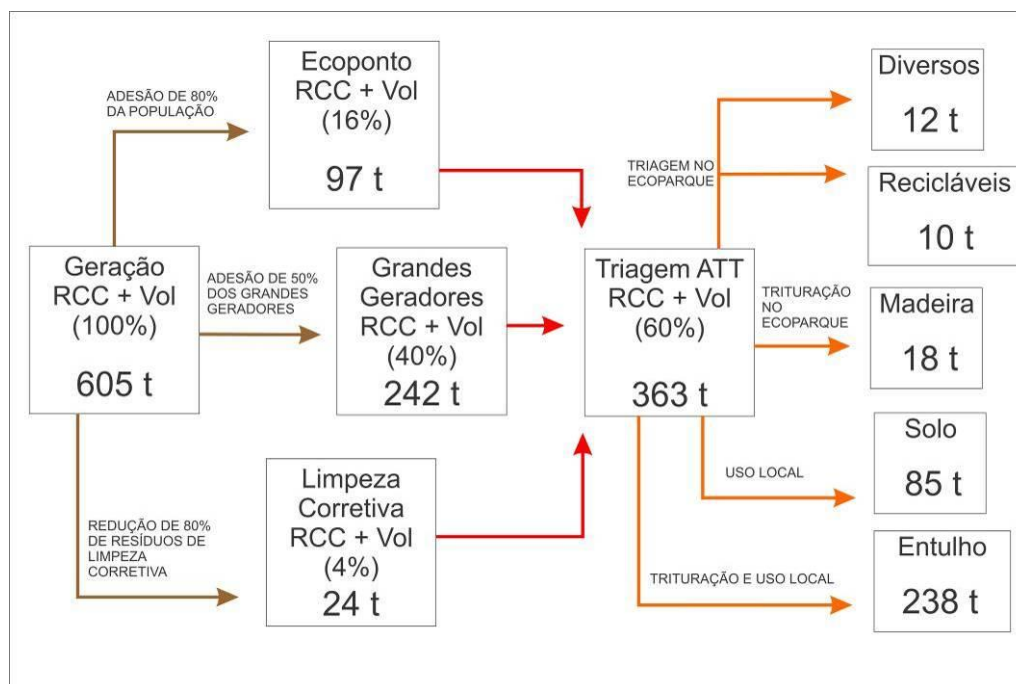 Ecoponto
RCC + Vol
(16%)
97 t
ADESÃO DE 80%
DA POPULAÇÃO
Geração
RCC + Vol
(100%)
605 t
ADESÃO DE 50%
DOS GRANDES
GERADORES
Grandes
Geradores
RCC + Vol
(40%)
242 t
REDUÇÃO DE 80%
DE RESÍDUOS DE
LIMPEZA
CORRETIVA
Limpeza
Corretiva
RCC + Vol
(4%)
24 t
Triagem ATT
RCC + Vol
(60%)
363 t
TRIAGEM NO
ECOPARQUE
Diversos
12 t
Recicláveis
10 t
TRITURAÇÃO
NO
ECOPARQUE
Madeira
18 t
USO LOCAL
Solo
85 t
TRITURAÇÃO E USO LOCAL
Entulho
238 t